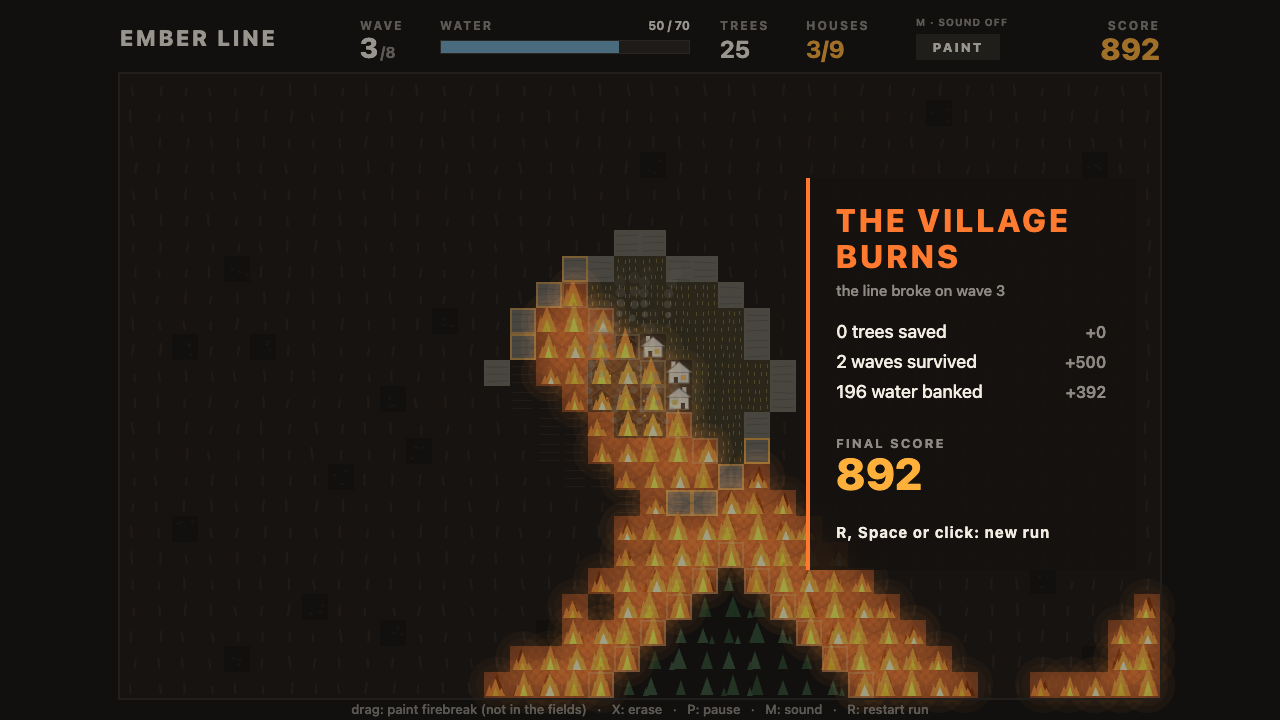 EMBER LINE
WAVE
3/8
WATER
50 / 70
TREES
25
HOUSES
3/9
M · SOUND OFF
PAINT
SCORE
892
THE VILLAGE
BURNS
the line broke on wave 3
0 trees saved +0
2 waves survived +500
196 water banked +392
FINAL SCORE
892
R, Space or click: new run
drag: paint firebreak (not in the fields) · X: erase · P: pause · M: sound · R: restart run